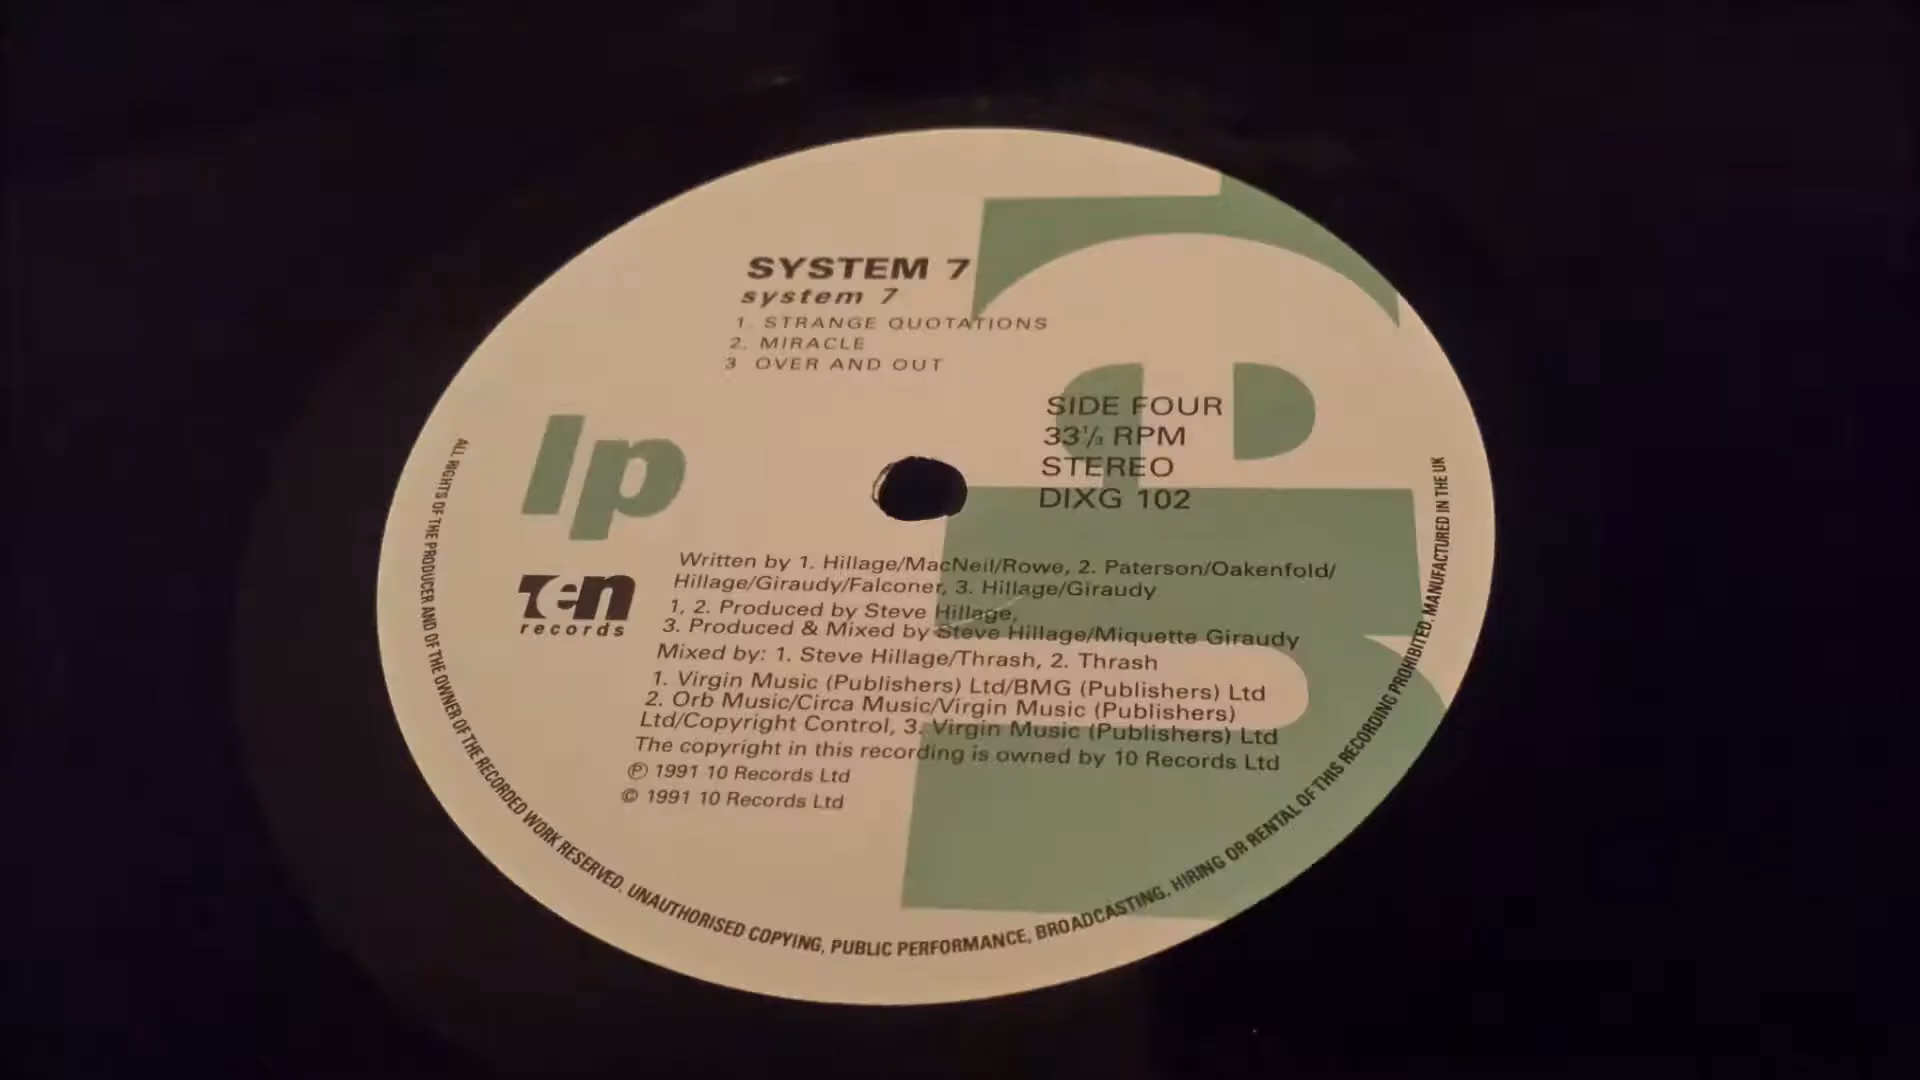 SYSTEM 7
system 7
1. STRANGE QUOTATIONS
2. MIRACLE
3 OVER AND OUT
SIDE FOUR
33⅓ RPM
STEREO
DIXG 102
lp
Ten
records
Written by 1. Hillage/MacNeil/Rowe, 2. Paterson/Oakenfold/
Hillage/Giraudy/Falconer, 3. Hillage/Giraudy
1, 2. Produced by Steve Hillage,
3. Produced & Mixed by Steve Hillage/Miquette Giraudy
Mixed by: 1. Steve Hillage/Thrash, 2. Thrash
1. Virgin Music (Publishers) Ltd/BMG (Publishers) Ltd
2. Orb Music/Circa Music/Virgin Music (Publishers)
Ltd/Copyright Control, 3. Virgin Music (Publishers) Ltd
The copyright in this recording is owned by 10 Records Ltd
℗ 1991 10 Records Ltd
© 1991 10 Records Ltd
ALL RIGHTS OF THE PRODUCER AND OF THE OWNER OF THE RECORDED WORK RESERVED. UNAUTHORISED COPYING, PUBLIC PERFORMANCE, BROADCASTING, HIRING OR RENTAL OF THIS RECORDING PROHIBITED. MANUFACTURED IN THE UK